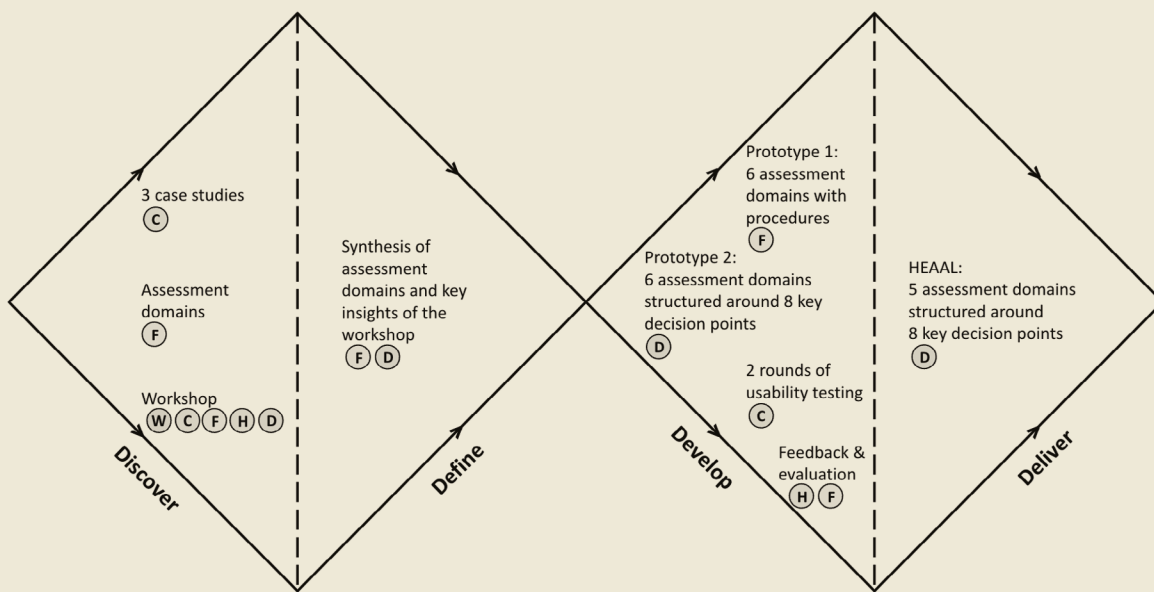 3 case studies
C
Assessment
domains
F
Workshop
W C F H D
Discover
Synthesis of
assessment
domains and key
insights of the
workshop
F D
Define
Prototype 1:
6 assessment
domains with
procedures
F
Prototype 2:
6 assessment domains
structured around 8 key
decision points
D
2 rounds of
usability testing
C
Feedback &
evaluation
H F
Develop
HEAAL:
5 assessment domains
structured around
8 key decision points
D
Deliver